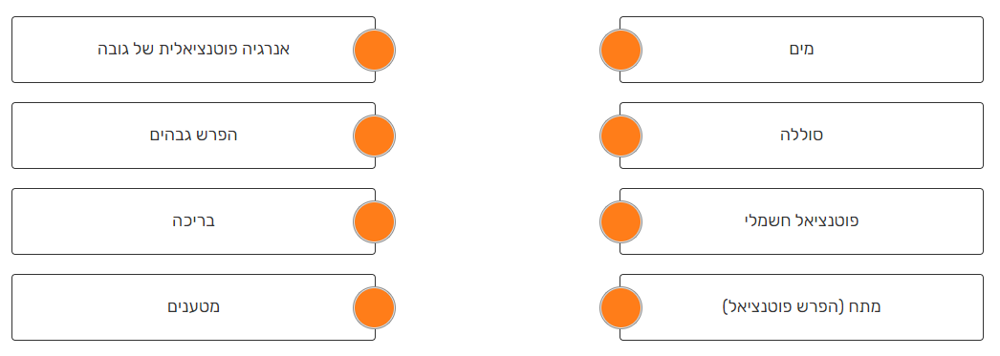 מים
אנרגיה פוטנציאלית של גובה
סוללה
הפרש גבהים
פוטנציאל חשמלי
בריכה
מתח (הפרש פוטנציאל)
מטענים